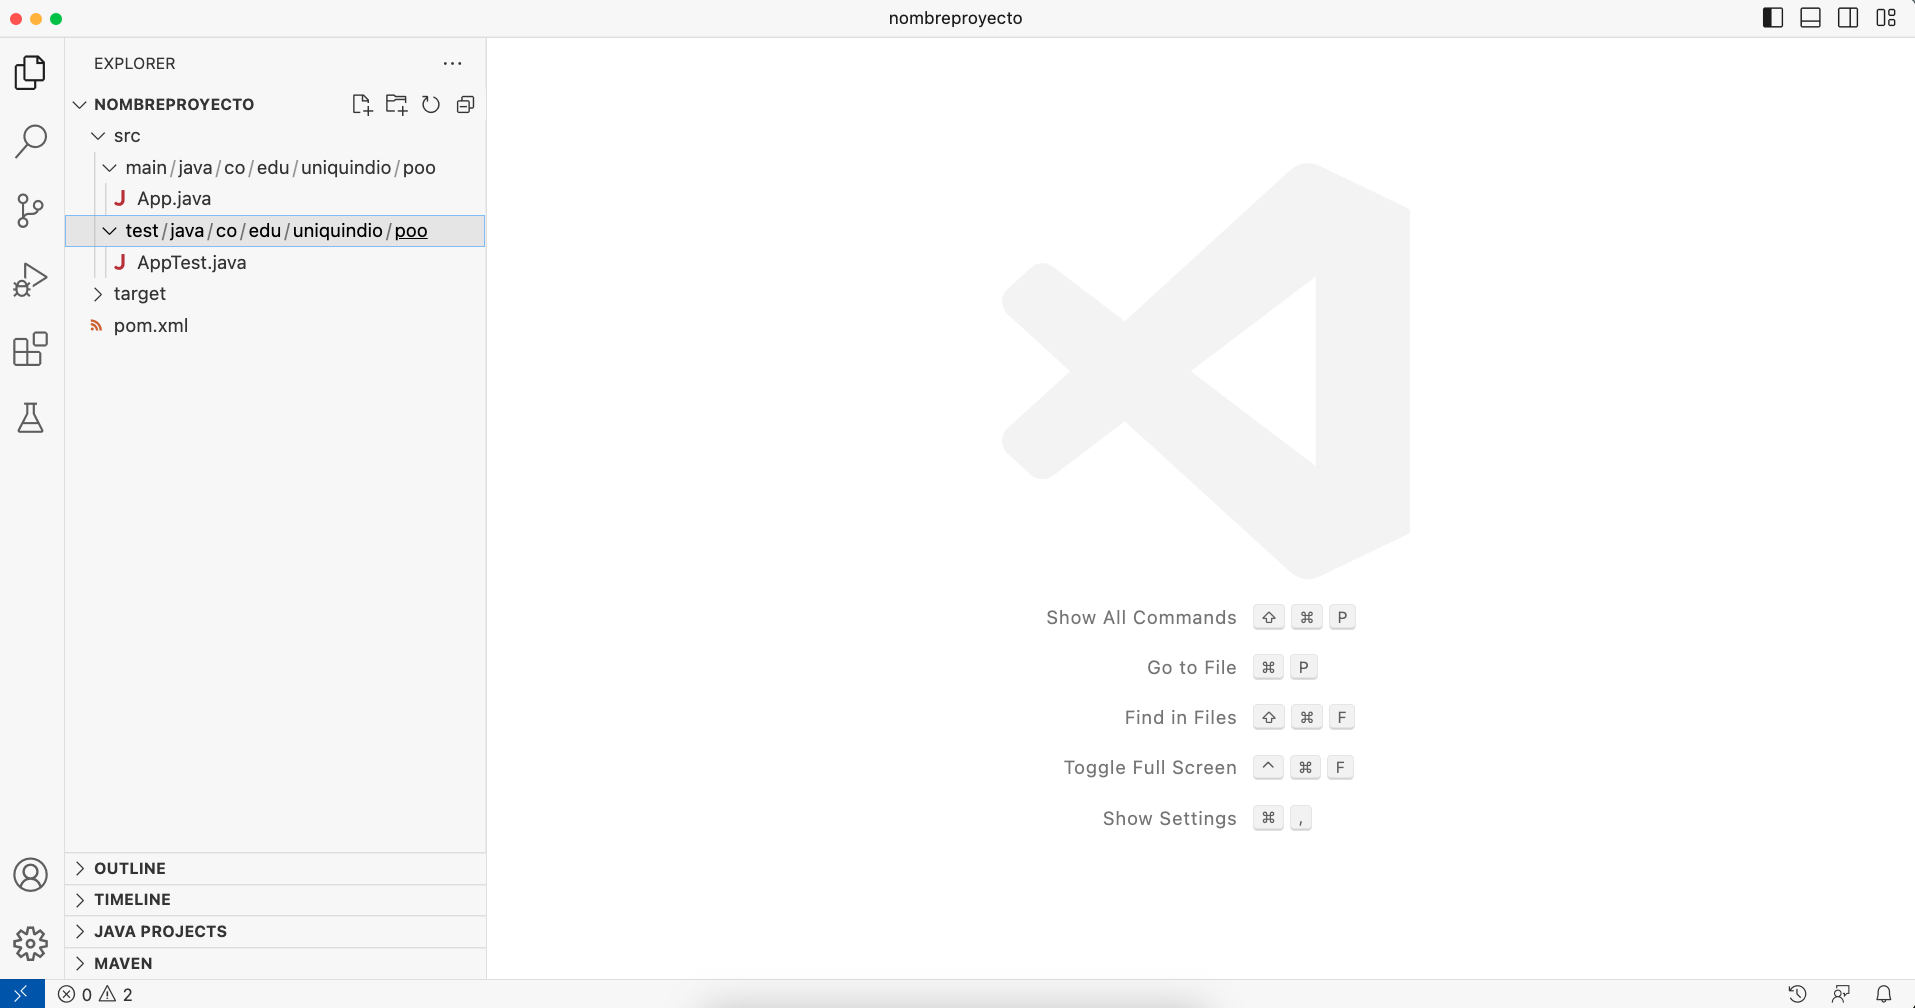 nombreproyecto
EXPLORER
NOMBREPROYECTO
src
main/java/co/edu/uniquindio/poo
J App.java
test/java/co/edu/uniquindio/poo
J AppTest.java
target
pom.xml
Show All Commands ⇧ ⌘ P
Go to File ⌘ P
Find in Files ⇧ ⌘ F
Toggle Full Screen ^ ⌘ F
Show Settings ⌘ ,
OUTLINE
TIMELINE
JAVA PROJECTS
MAVEN
0 2